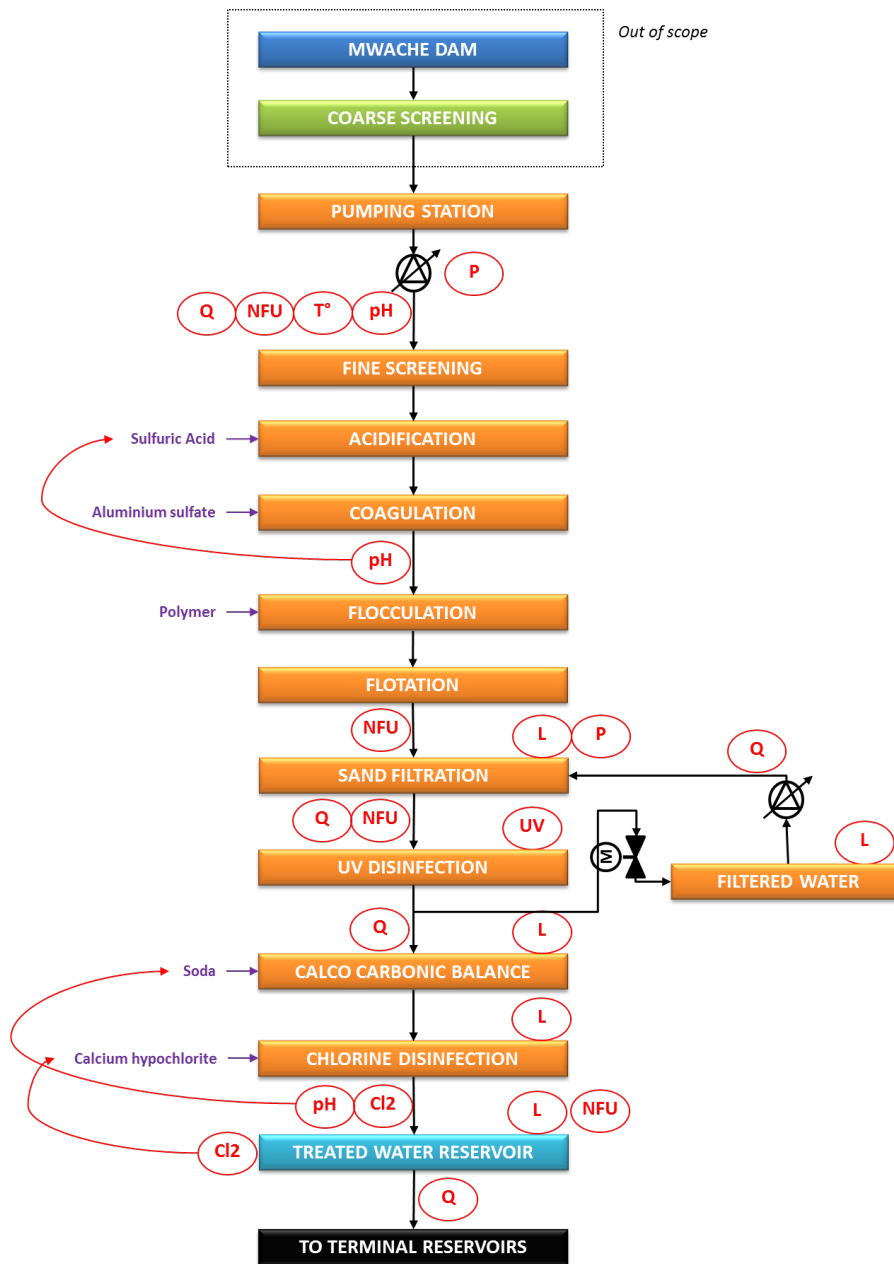 Out of scope
MWACHE DAM
COARSE SCREENING
PUMPING STATION
P
Q NFU T° pH
FINE SCREENING
Sulfuric Acid ACIDIFICATION
Aluminium sulfate COAGULATION
pH
Polymer FLOCCULATION
FLOTATION
NFU L P Q
SAND FILTRATION
Q NFU UV M L
UV DISINFECTION FILTERED WATER
Q L
Soda CALCO CARBONIC BALANCE
L
Calcium hypochlorite CHLORINE DISINFECTION
pH Cl2 L NFU
Cl2 TREATED WATER RESERVOIR
Q
TO TERMINAL RESERVOIRS